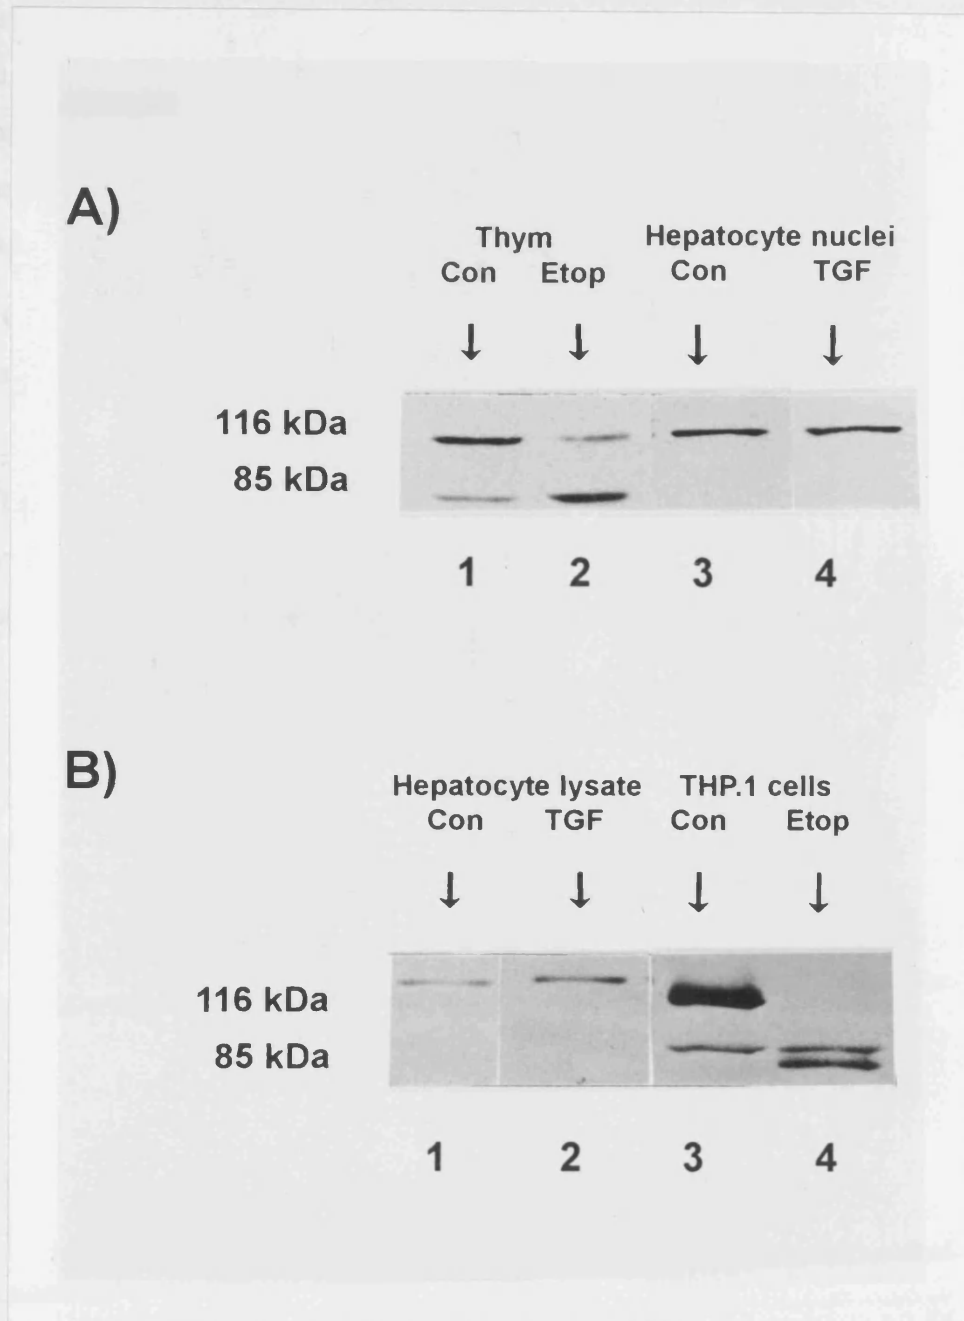 A)
Thym Hepatocyte nuclei
Con Etop Con TGF
116 kDa
85 kDa
1 2 3 4
B)
Hepatocyte lysate THP.1 cells
Con TGF Con Etop
116 kDa
85 kDa
1 2 3 4